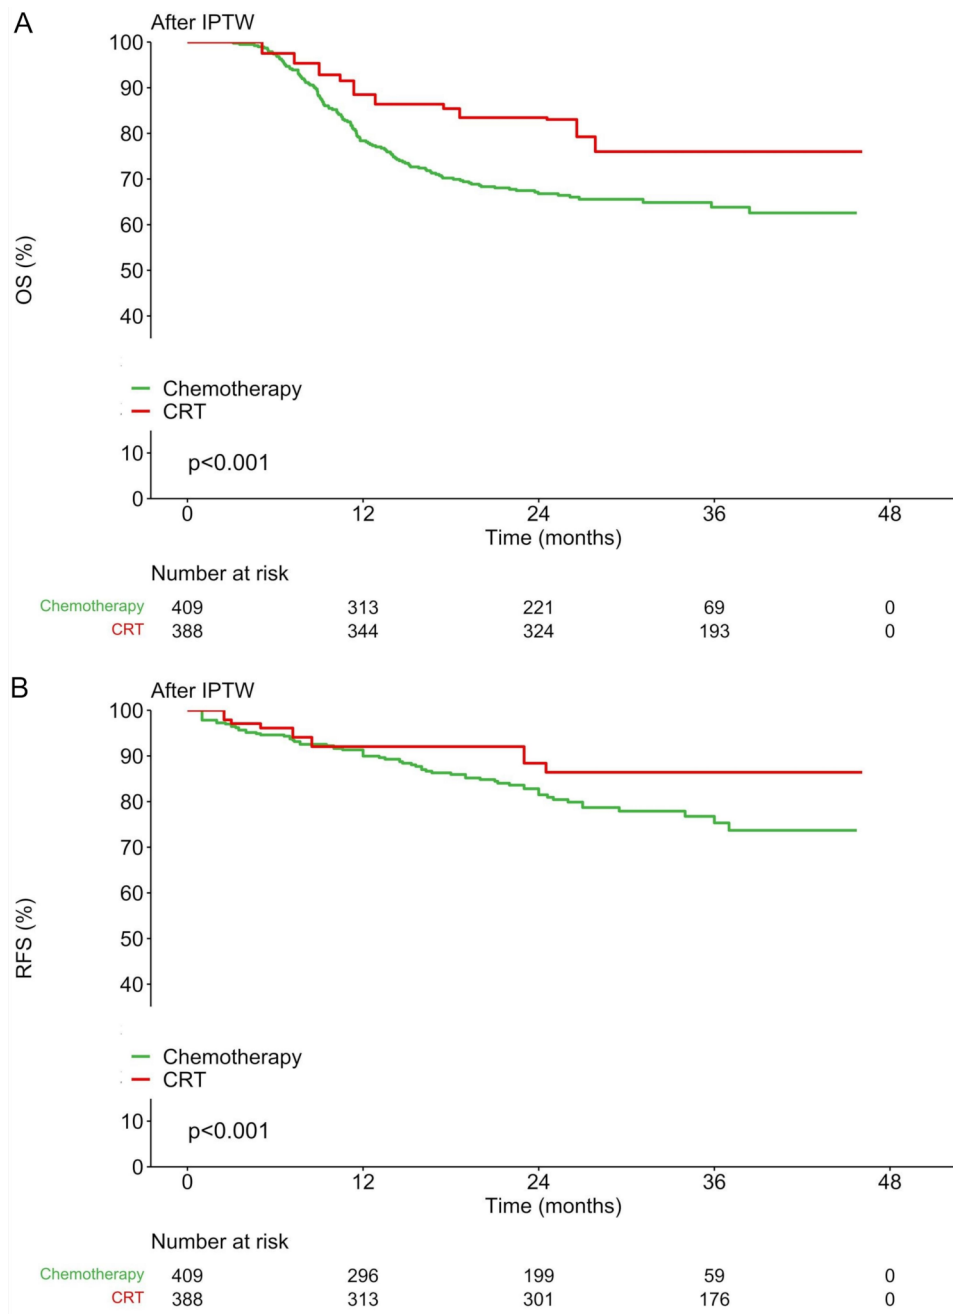 A
After IPTW
100
90
80
70
60
50
40
OS (%)
Chemotherapy
CRT
10
p<0.001
0
0 12 24 36 48
Time (months)
Number at risk
Chemotherapy 409 313 221 69 0
CRT 388 344 324 193 0
B
After IPTW
100
90
80
70
60
50
40
RFS (%)
Chemotherapy
CRT
10
p<0.001
0
0 12 24 36 48
Time (months)
Number at risk
Chemotherapy 409 296 199 59 0
CRT 388 313 301 176 0